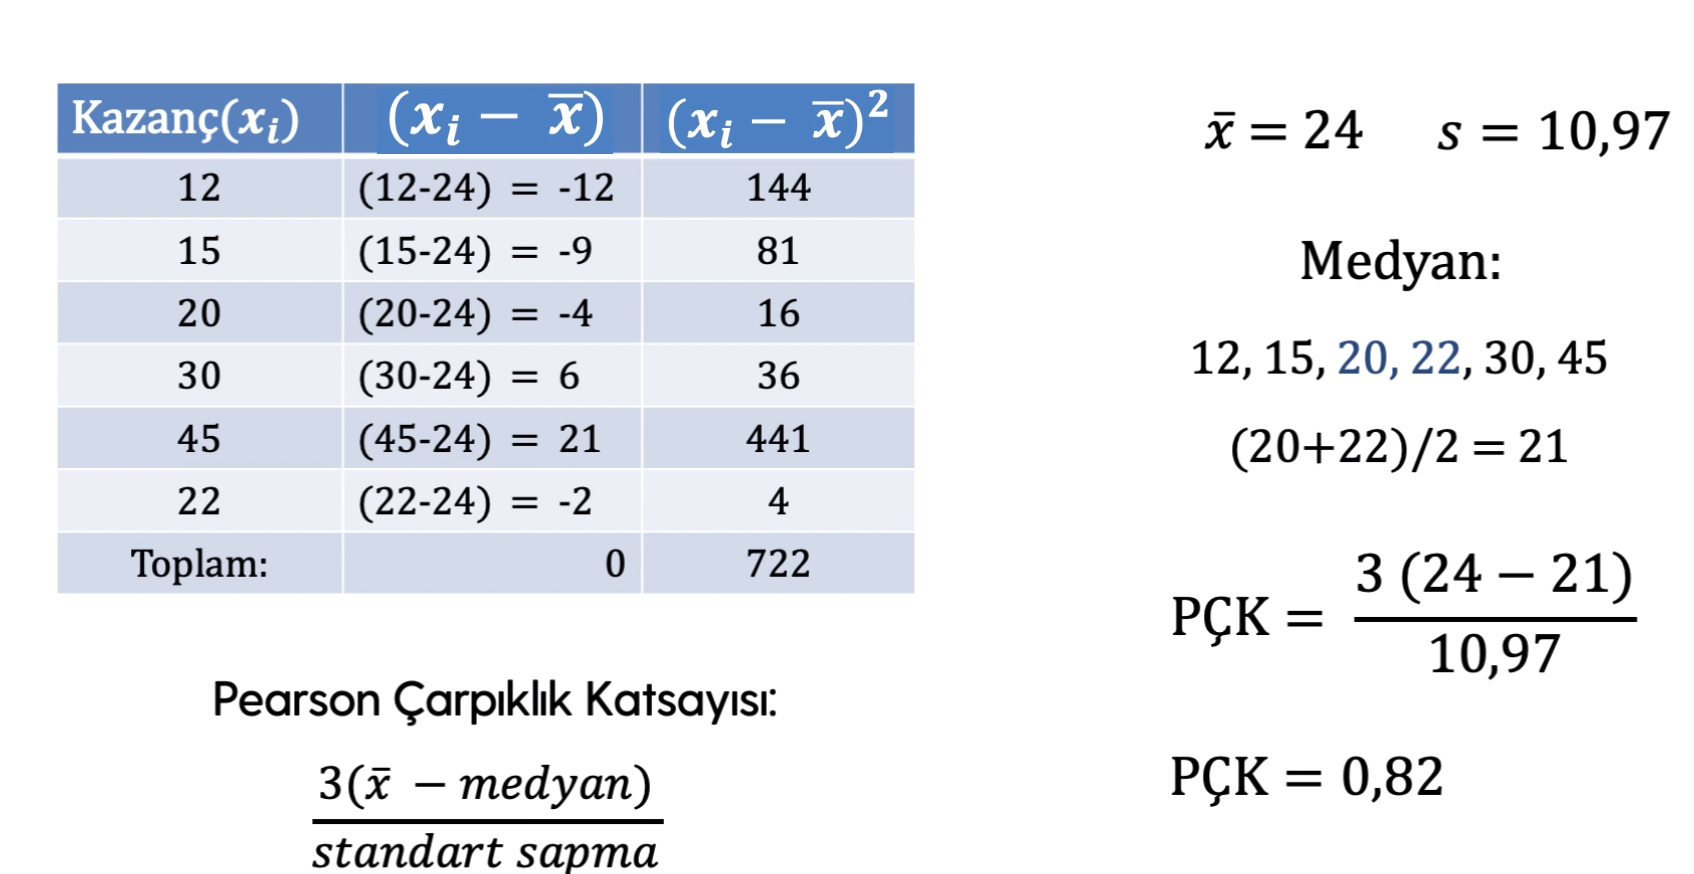 Kazanç(xᵢ) (xᵢ − x̄) (xᵢ − x̄)²
12 (12-24) = -12 144
15 (15-24) = -9 81
20 (20-24) = -4 16
30 (30-24) = 6 36
45 (45-24) = 21 441
22 (22-24) = -2 4
Toplam: 0 722
Pearson Çarpıklık Katsayısı:
3(x̄ − medyan)
standart sapma
x̄ = 24 s = 10,97
Medyan:
12, 15, 20, 22, 30, 45
(20+22)/2 = 21
3 (24 − 21)
PÇK =
10,97
PÇK = 0,82